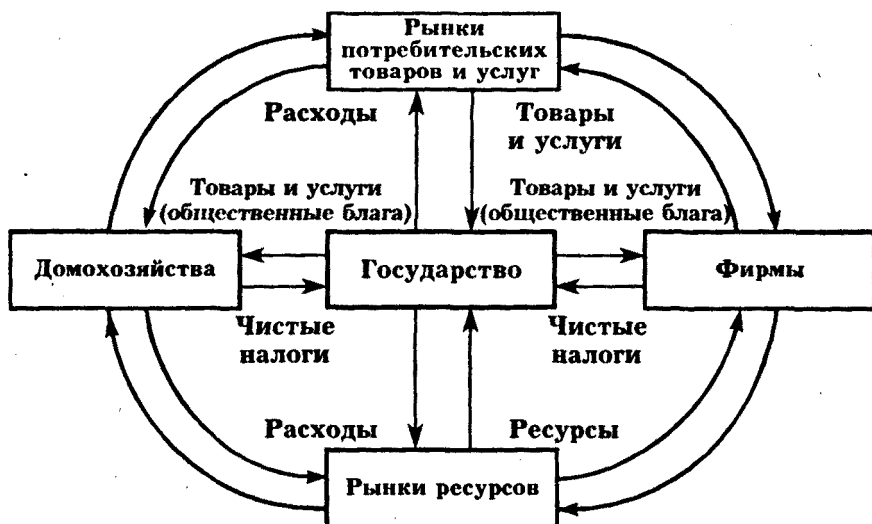 Рынки
потребительских
товаров и услуг
Расходы
Товары
и услуги
Товары и услуги
(общественные блага)
Товары и услуги
(общественные блага)
Домохозяйства
Государство
Фирмы
Чистые
налоги
Чистые
налоги
Расходы
Ресурсы
Рынки ресурсов